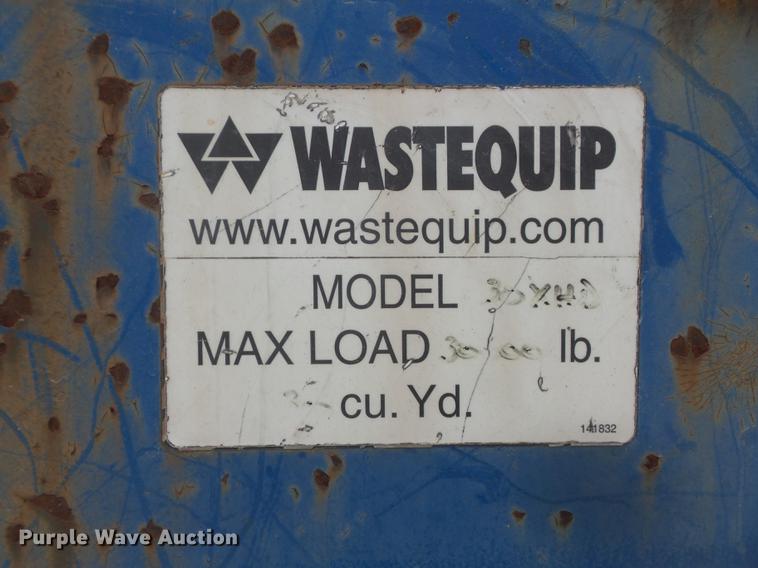 WASTEQUIP
www.wastequip.com
MODEL
MAX LOAD lb.
cu. Yd.
141832
Purple Wave Auction